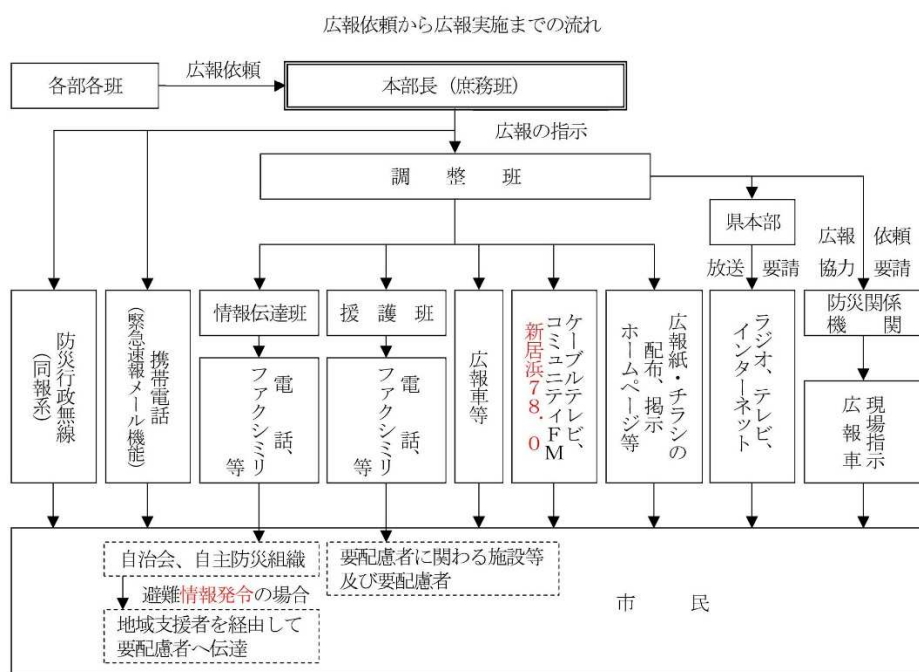 広報依頼から広報実施までの流れ
各部各班
広報依頼
本部長（庶務班）
広報の指示
調　整　班
県本部
放送　要請
広報　依頼
協力　要請
防災行政無線
(同報系)
携帯電話
(緊急速報メール機能)
情報伝達班
電話、
ファクシミリ
等
援護班
電話、
ファクシミリ
等
広報車等
ケーブルテレビ、
コミュニティＦＭ
新居浜７８．０
広報紙・チラシの
配布、掲示
ホームページ等
ラジオ、テレビ、
インターネット
防災関係
機　関
現場指示
広報車
自治会、自主防災組織
避難情報発令の場合
地域支援者を経由して
要配慮者へ伝達
要配慮者に関わる施設等
及び要配慮者
市　民